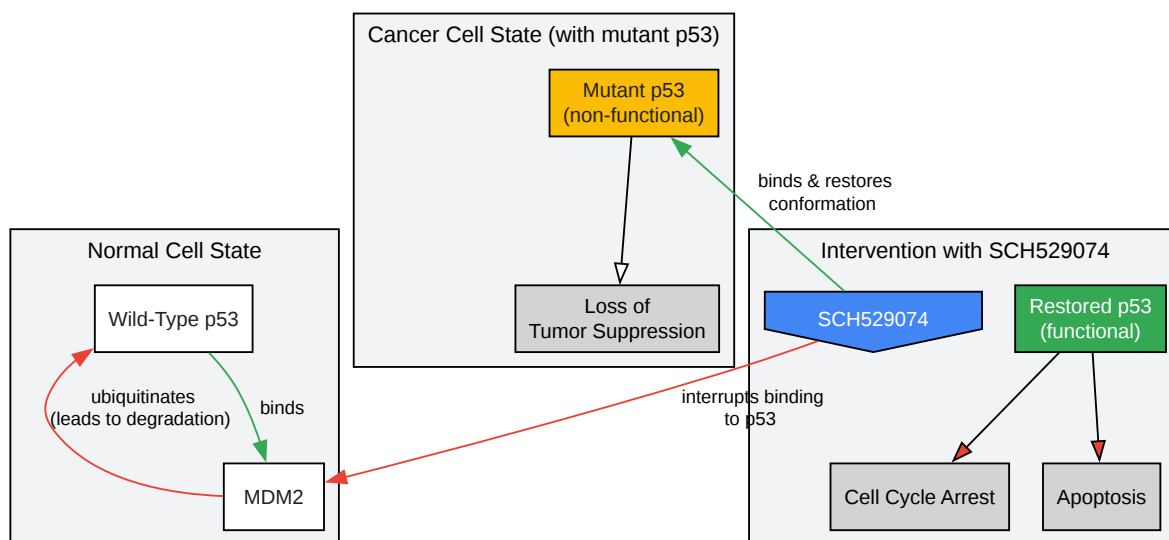 Cancer Cell State (with mutant p53)
Mutant p53
(non-functional)
binds & restores
conformation
Loss of
Tumor Suppression
Normal Cell State
Wild-Type p53
ubiquitinates
(leads to degradation)
binds
MDM2
Intervention with SCH529074
SCH529074
Restored p53
(functional)
interrupts binding
to p53
Cell Cycle Arrest
Apoptosis